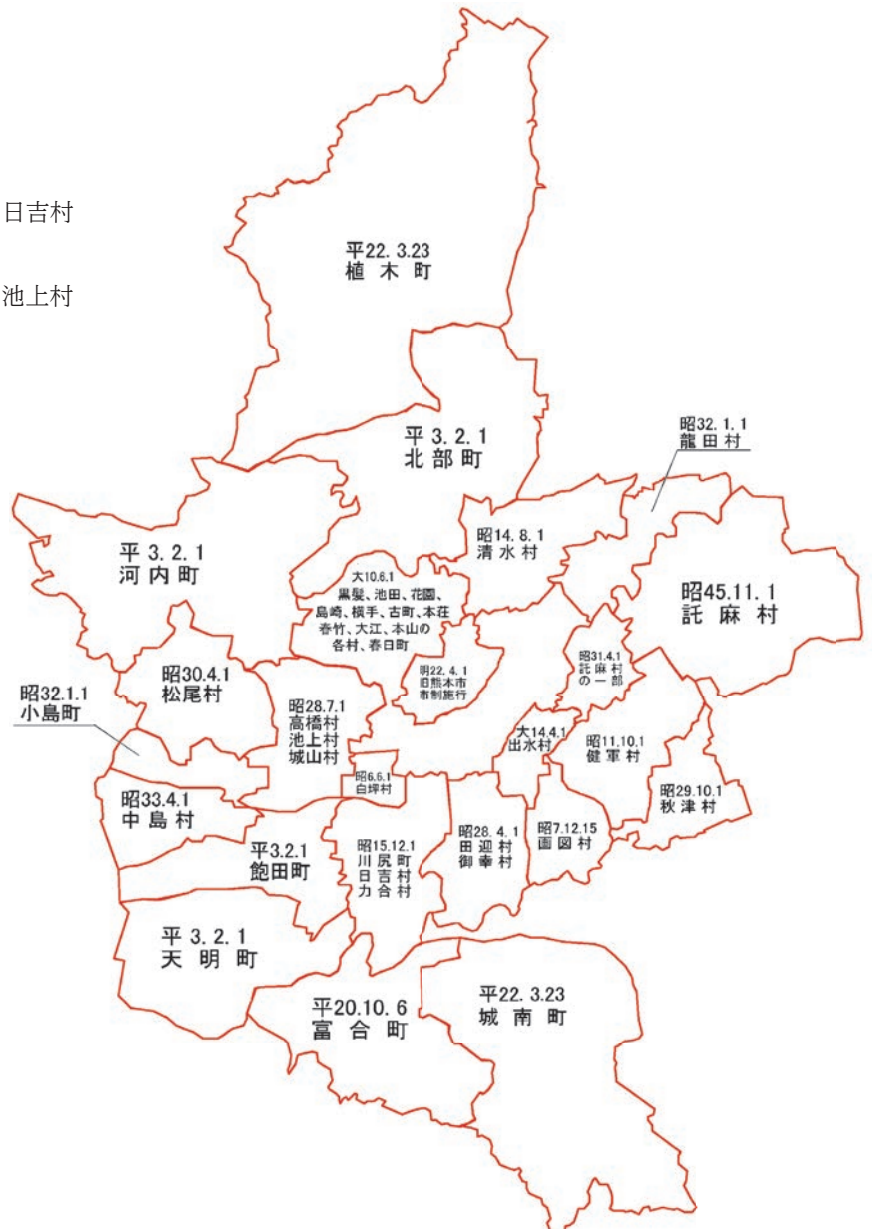 日吉村
池上村
平22. 3.23
植木町
平 3. 2. 1
北部町
昭32. 1. 1
龍田村
昭14. 8. 1
清水村
平 3. 2. 1
河内町
大10.6.1
黒髪、池田、花園、
島崎、横手、古町、本荘
春竹、大江、本山の
各村、春日町
昭45.11. 1
託麻村
昭31.4.1
託麻村
の一部
明22. 4. 1
旧熊本市
市制施行
昭30.4.1
松尾村
昭32.1.1
小島町
昭28.7.1
高橋村
池上村
城山村
大14.4.1
出水村
昭11.10.1
健軍村
昭6.6.1
白坪村
昭29.10.1
秋津村
昭33.4.1
中島村
平3.2.1
飽田町
昭15.12.1
川尻町
日吉村
力合村
昭28. 4. 1
田迎村
御幸村
昭7.12.15
画図村
平 3. 2. 1
天明町
平20.10. 6
富合町
平22. 3.23
城南町